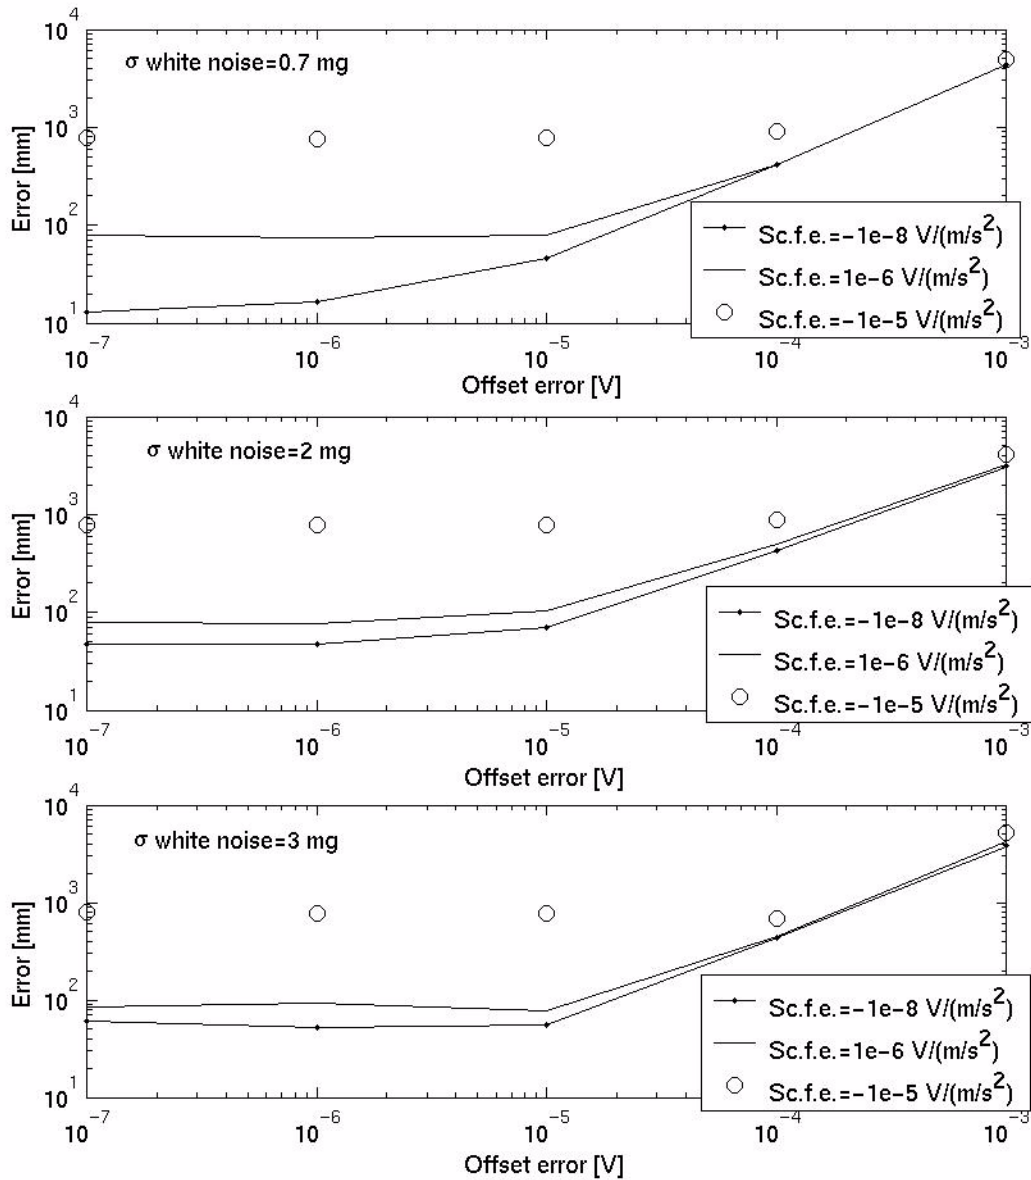 σ white noise=0.7 mg
Error [mm]
10^4
10^3
10^2
10^1
Sc.f.e.=−1e−8 V/(m/s^2)
Sc.f.e.=1e−6 V/(m/s^2)
Sc.f.e.=−1e−5 V/(m/s^2)
10^−7
10^−6
10^−5
10^−4
10^−3
Offset error [V]
σ white noise=2 mg
Error [mm]
10^4
10^3
10^2
10^1
Sc.f.e.=−1e−8 V/(m/s^2)
Sc.f.e.=1e−6 V/(m/s^2)
Sc.f.e.=−1e−5 V/(m/s^2)
10^−7
10^−6
10^−5
10^−4
10^−3
Offset error [V]
σ white noise=3 mg
Error [mm]
10^4
10^3
10^2
10^1
Sc.f.e.=−1e−8 V/(m/s^2)
Sc.f.e.=1e−6 V/(m/s^2)
Sc.f.e.=−1e−5 V/(m/s^2)
10^−7
10^−6
10^−5
10^−4
10^−3
Offset error [V]